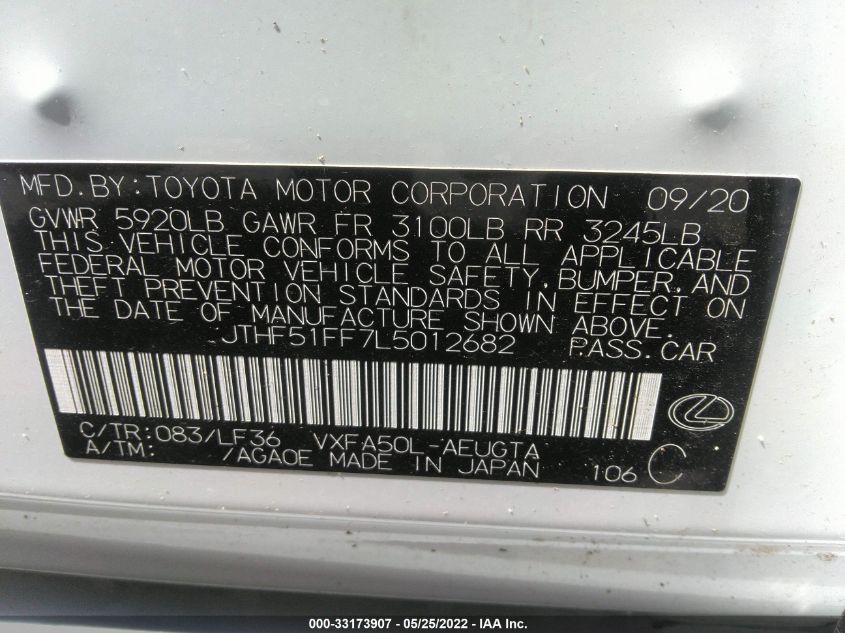 MFD.BY:TOYOTA MOTOR CORPORATION 09/20
GVWR 5920LB GAWR FR 3100LB RR 3245LB
THIS VEHICLE CONFORMS TO ALL APPLICABLE
FEDERAL MOTOR VEHICLE SAFETY,BUMPER,AND
THEFT PREVENTION STANDARDS IN EFFECT ON
THE DATE OF MANUFACTURE SHOWN ABOVE.
JTHF51FF7L5012682 PASS.CAR
C/TR:083/LF36 VXFA50L-AEUGTA
A/TM: /AGA0E MADE IN JAPAN 106 C
000-33173907 - 05/25/2022 - IAA Inc.